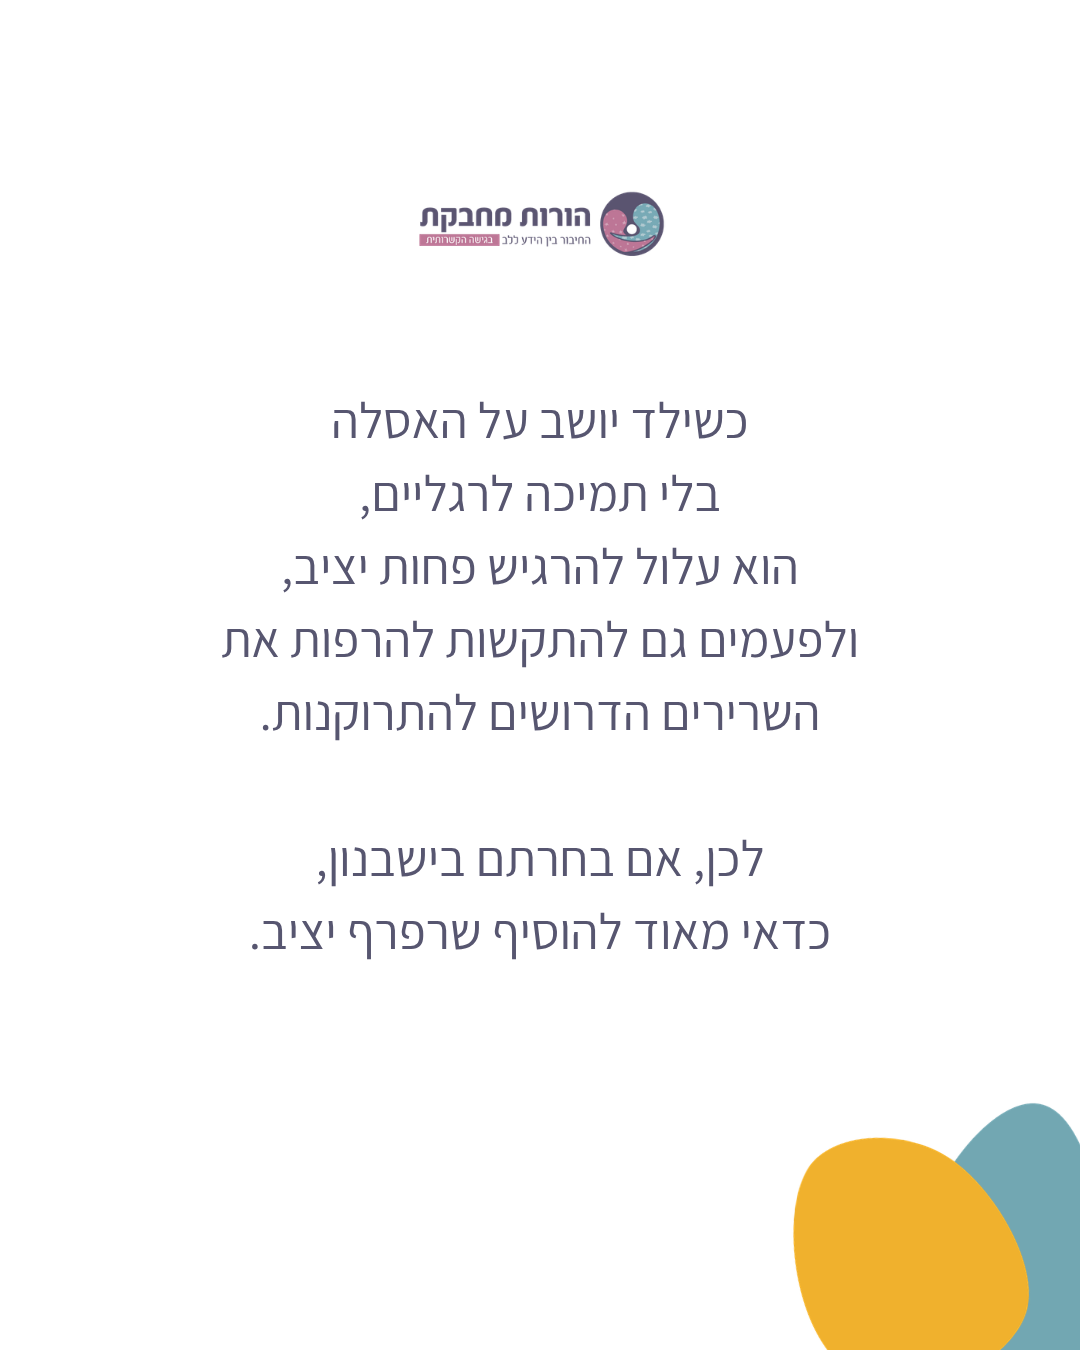 הורות מחבקת
החיבור בין הידע ללב בגישה הקשרותית
כשילד יושב על האסלה
בלי תמיכה לרגליים,
הוא עלול להרגיש פחות יציב,
ולפעמים גם להתקשות להרפות את
השרירים הדרושים להתרוקנות.
לכן, אם בחרתם בישבנון,
כדאי מאוד להוסיף שרפרף יציב.